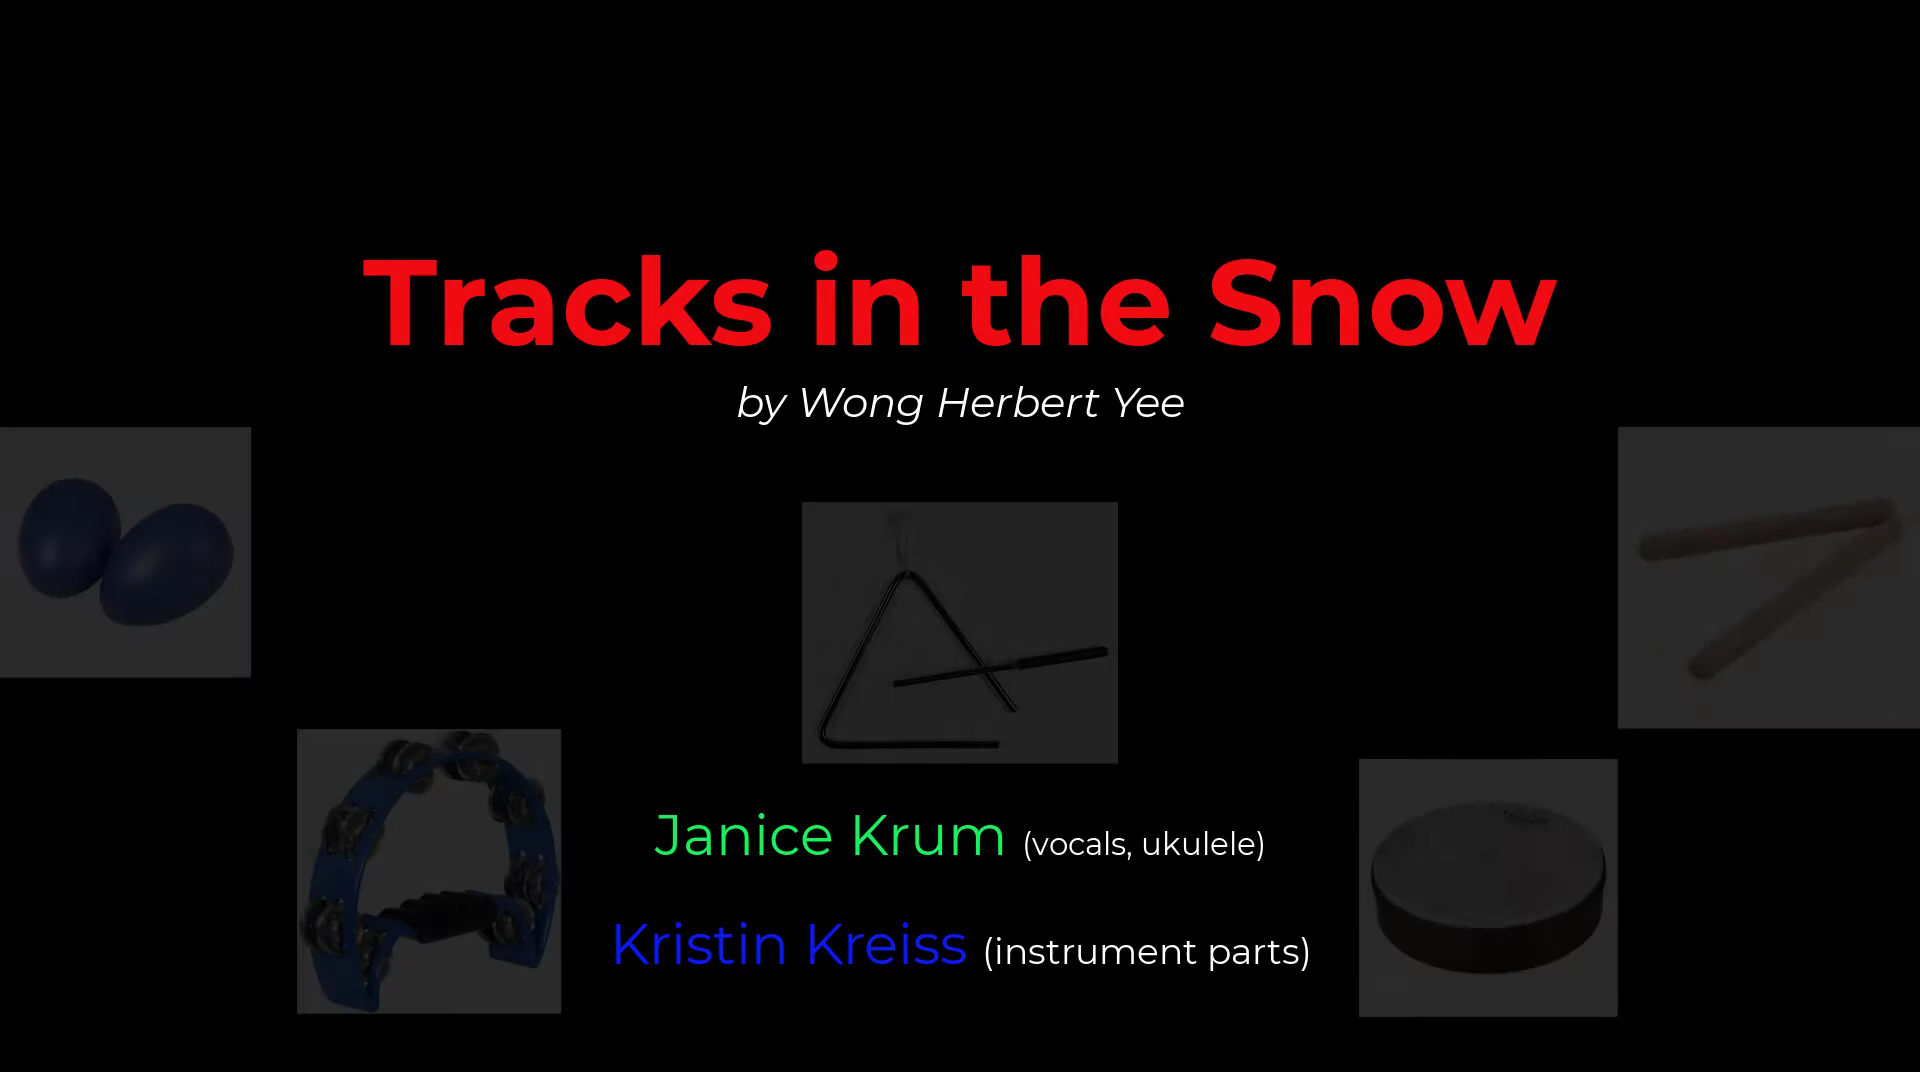 Tracks in the Snow
by Wong Herbert Yee
Janice Krum (vocals, ukulele)
Kristin Kreiss (instrument parts)